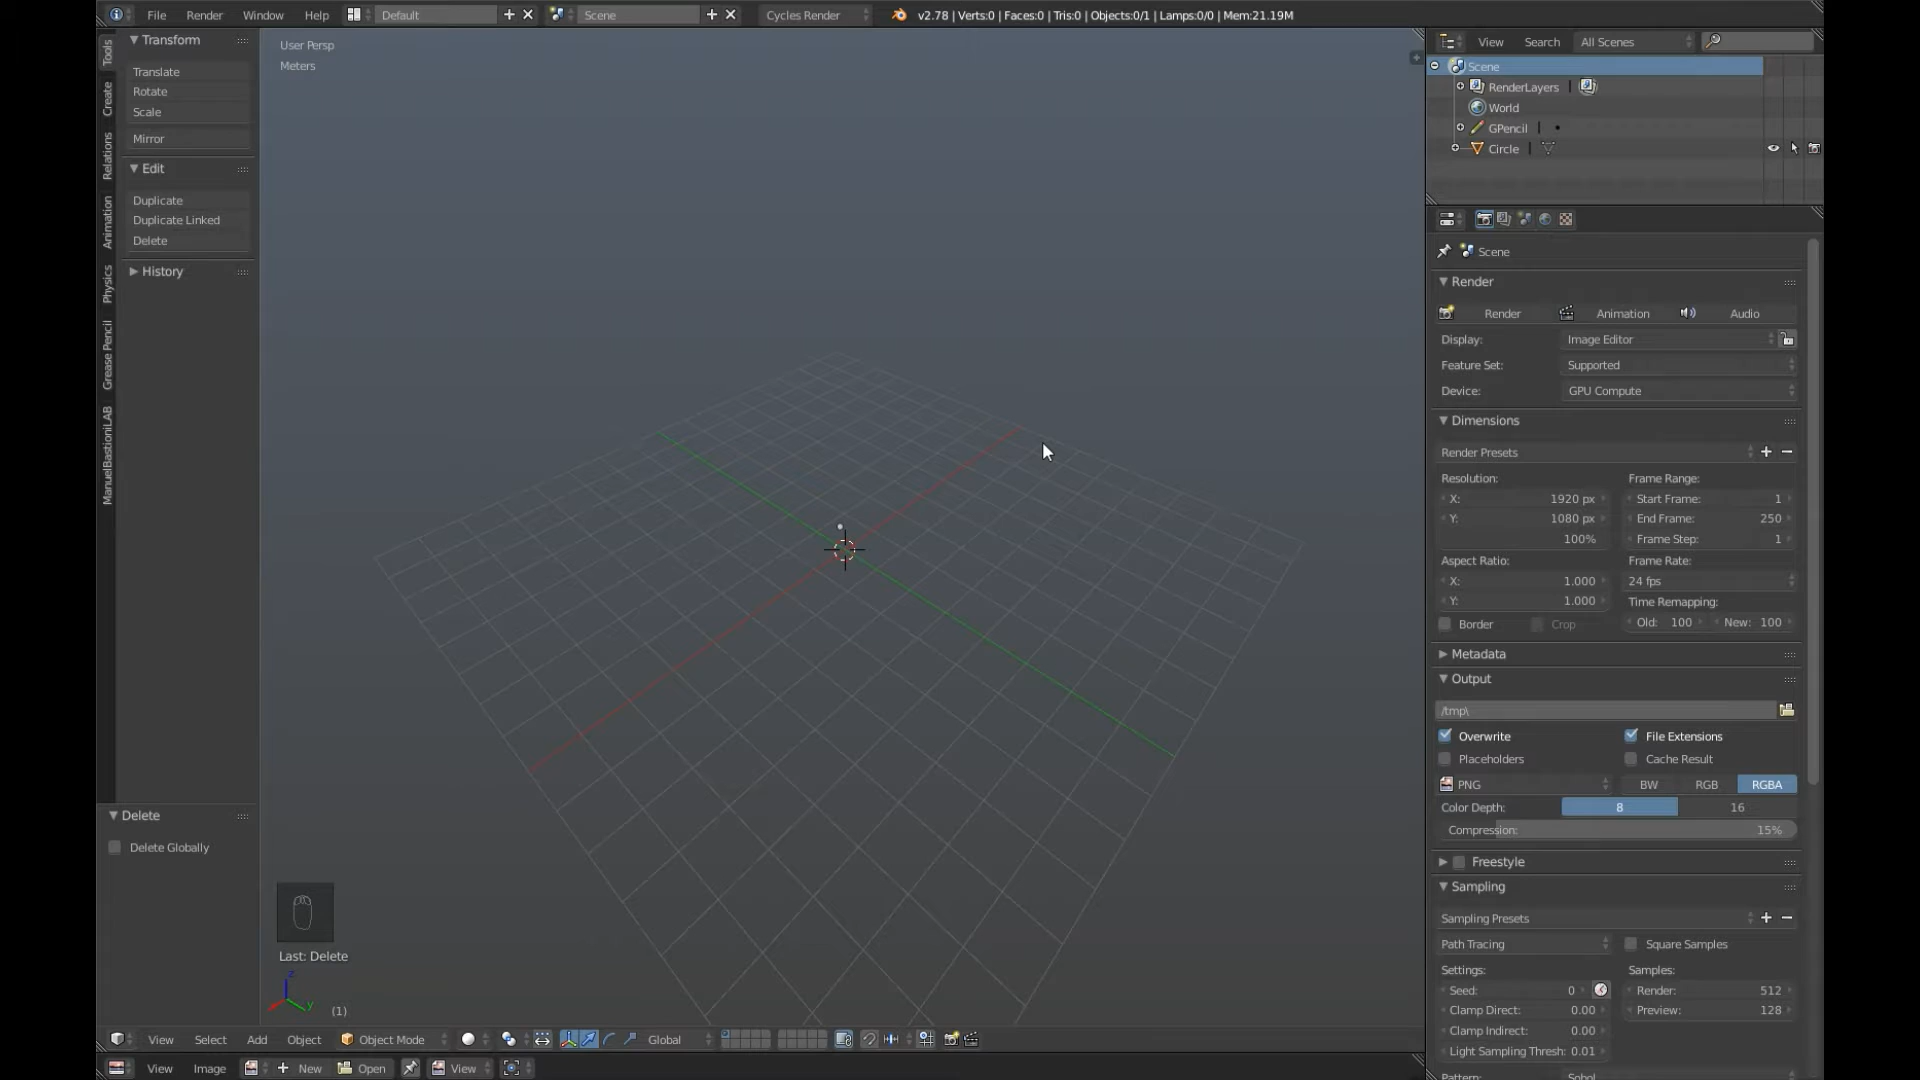 File Render Window Help Default Scene Cycles Render v2.78 | Verts:0 | Faces:0 | Tris:0 | Objects:0/1 | Lamps:0/0 | Mem:21.19M
Tools
Create
Relations
Animation
Physics
Grease Pencil
ManuelBastioniLAB
Transform
Translate
Rotate
Scale
Mirror
Edit
Duplicate
Duplicate Linked
Delete
History
Delete
Delete Globally
User Persp
Meters
Last: Delete
z
y
(1)
View Select Add Object Object Mode Global
View Image New Open View
View Search All Scenes
Scene
RenderLayers
World
GPencil
Circle
Scene
Render
Render Animation Audio
Display: Image Editor
Feature Set: Supported
Device: GPU Compute
Dimensions
Render Presets
Resolution: Frame Range:
X: 1920 px Start Frame: 1
Y: 1080 px End Frame: 250
100% Frame Step: 1
Aspect Ratio: Frame Rate:
X: 1.000 24 fps
Y: 1.000 Time Remapping:
Border Crop Old: 100 New: 100
Metadata
Output
/tmp\
Overwrite File Extensions
Placeholders Cache Result
PNG BW RGB RGBA
Color Depth: 8 16
Compression: 15%
Freestyle
Sampling
Sampling Presets
Path Tracing Square Samples
Settings: Samples:
Seed: 0 Render: 512
Clamp Direct: 0.00 Preview: 128
Clamp Indirect: 0.00
Light Sampling Thresh: 0.01
Pattern: Sobol